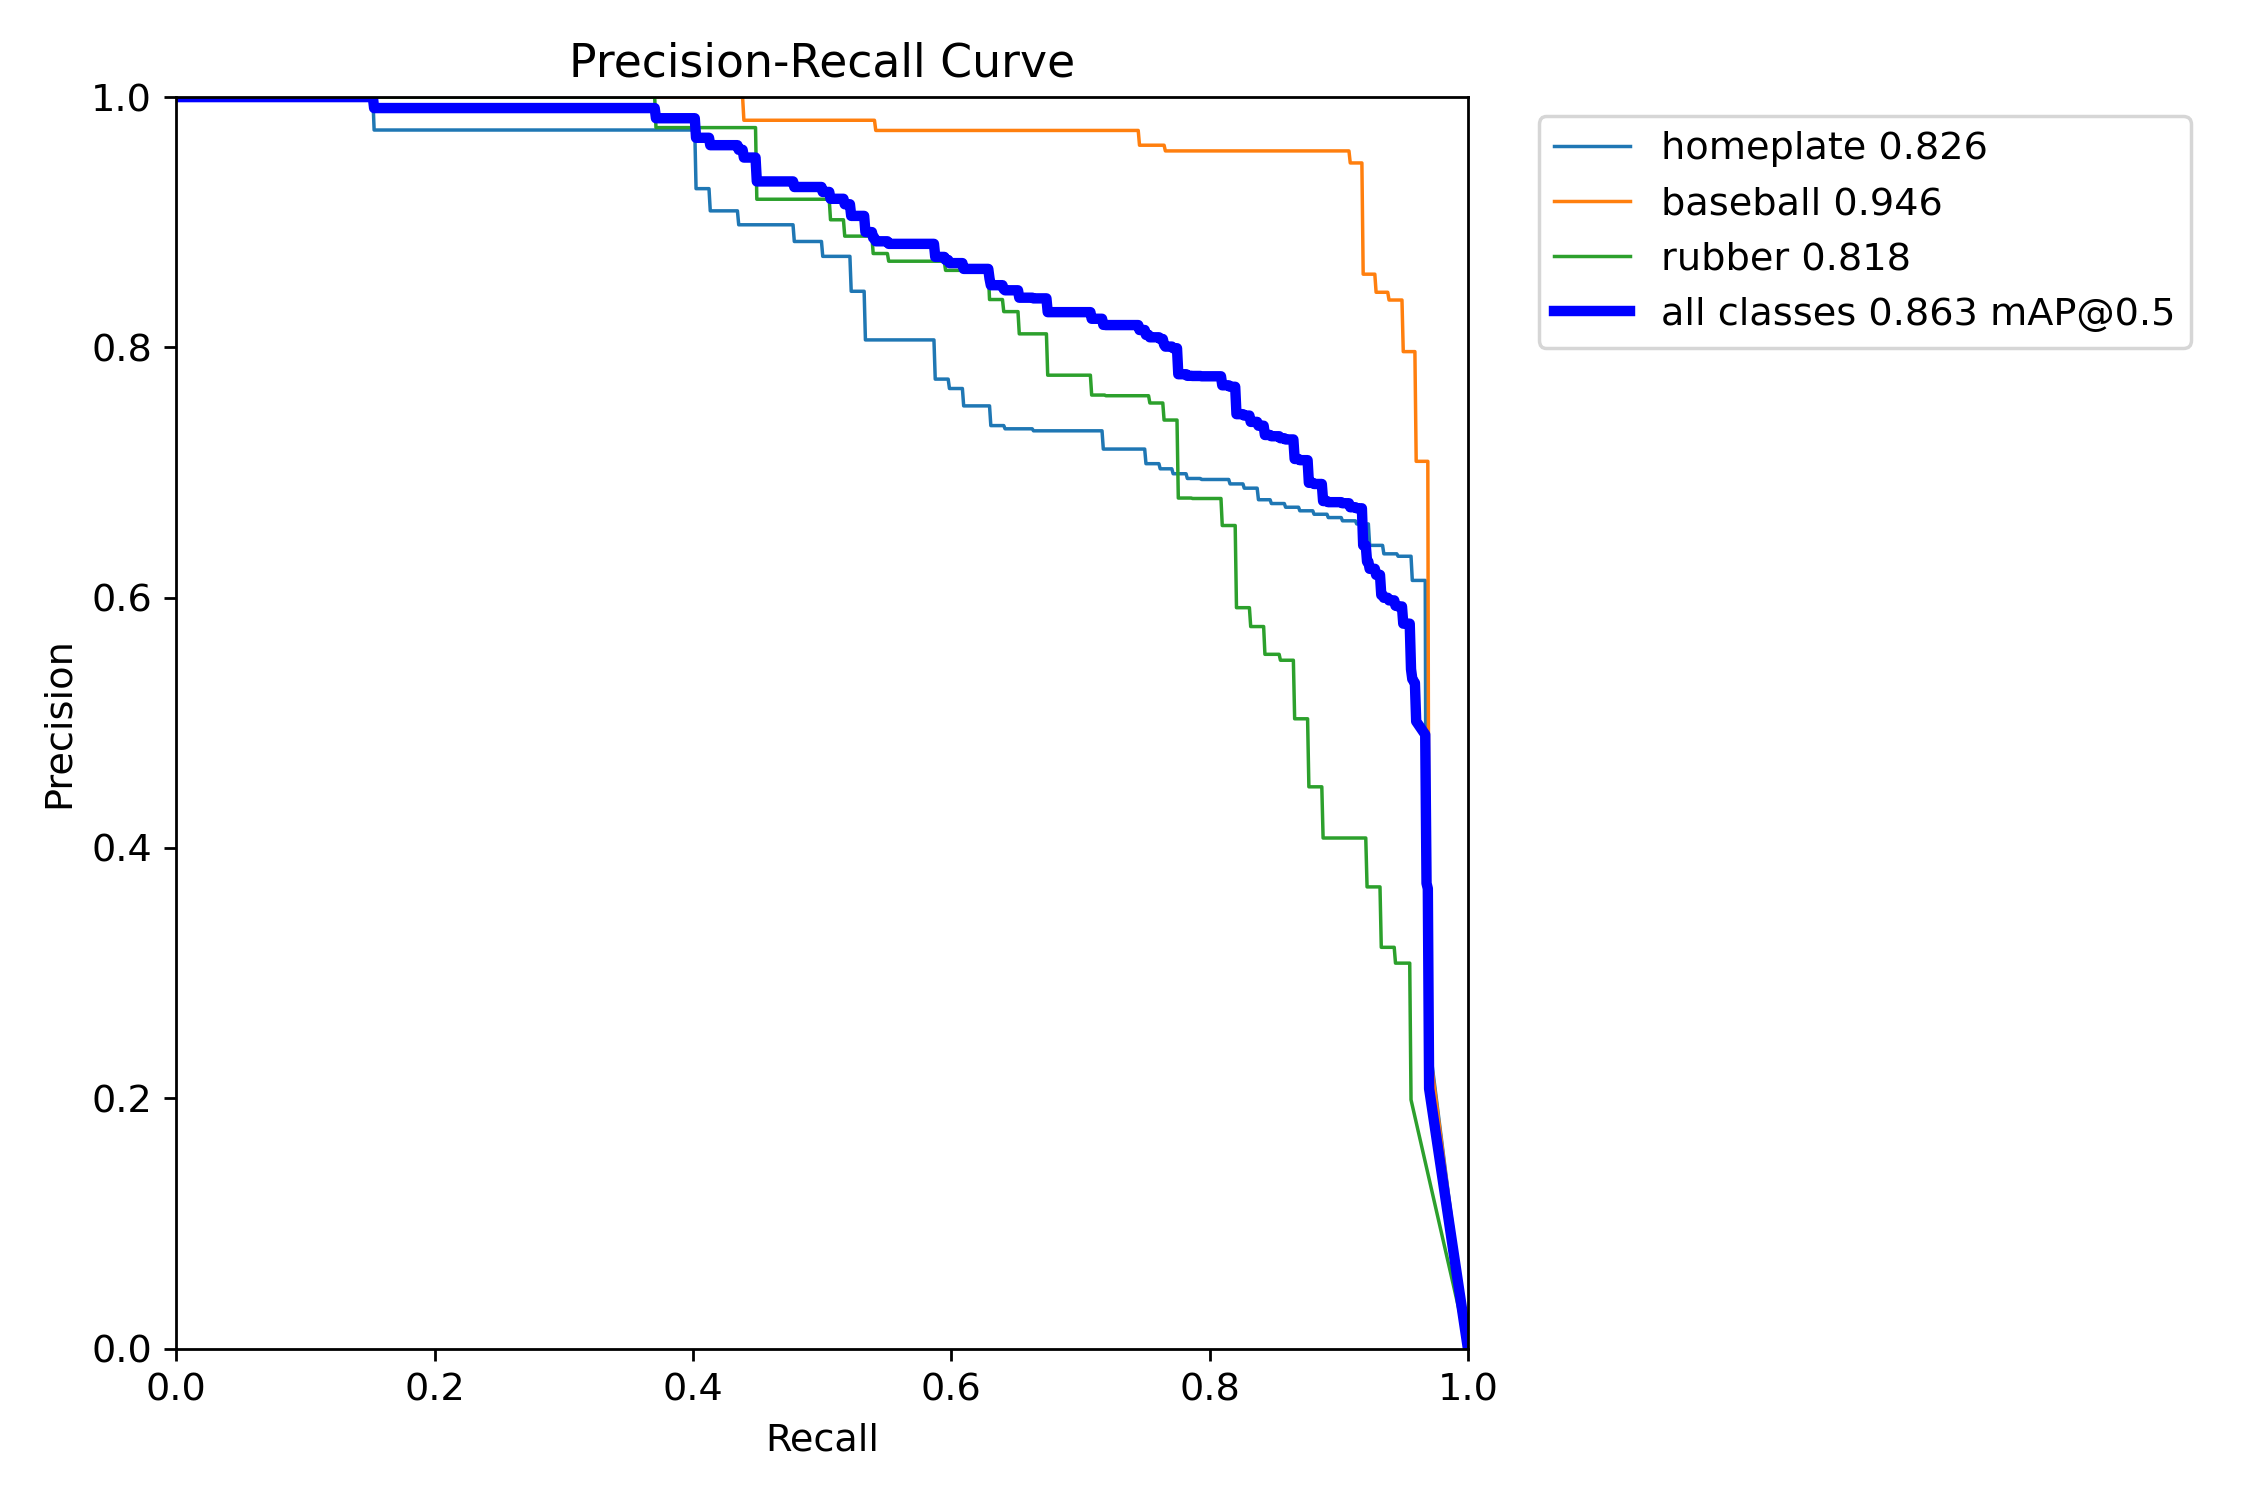 Precision-Recall Curve
1.0
0.8
0.6
0.4
0.2
0.0
Precision
0.0 0.2 0.4 0.6 0.8 1.0
Recall
homeplate 0.826
baseball 0.946
rubber 0.818
all classes 0.863 mAP@0.5